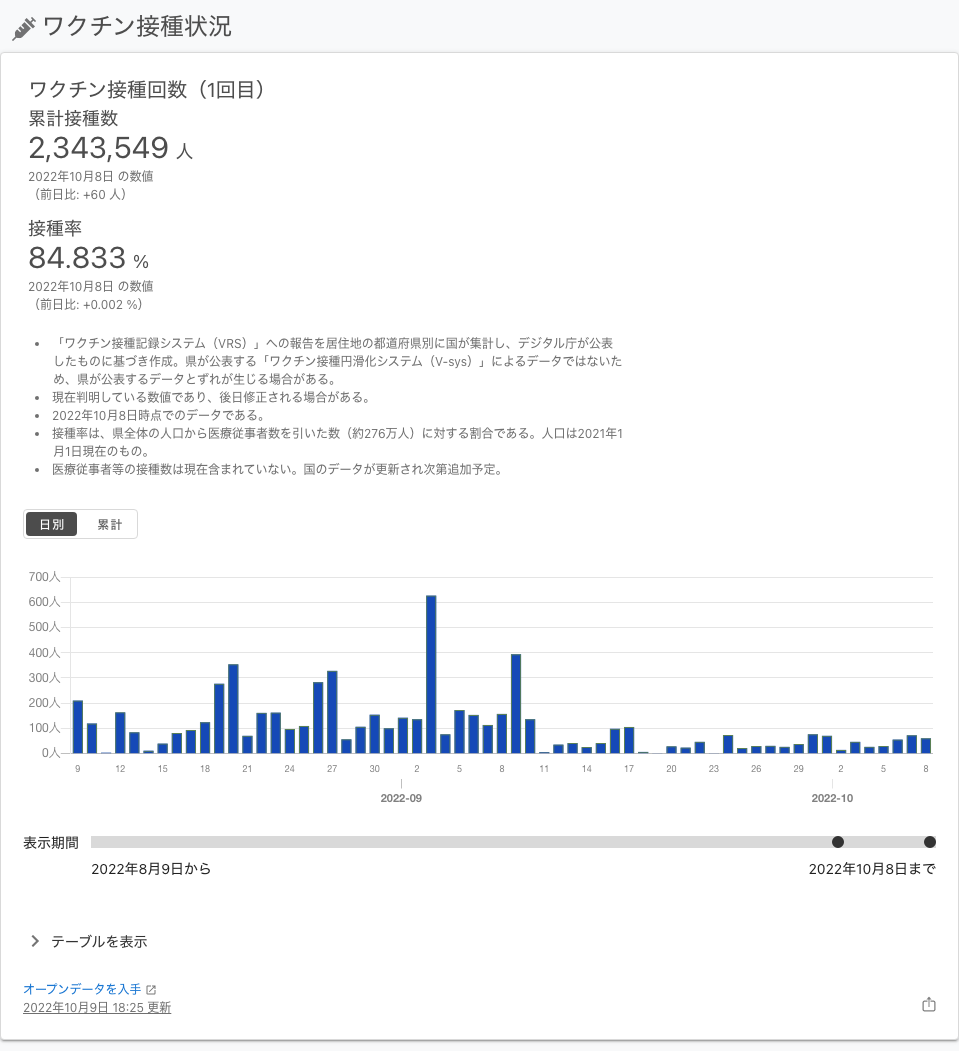 ワクチン接種状況
ワクチン接種回数（1回目）
累計接種数
2,343,549 人
2022年10月8日 の数値
（前日比: +60 人）
接種率
84.833 %
2022年10月8日 の数値
（前日比: +0.002 %）
• 「ワクチン接種記録システム（VRS）」への報告を居住地の都道府県別に国が集計し、デジタル庁が公表
したものに基づき作成。県が公表する「ワクチン接種円滑化システム（V-sys）」によるデータではないた
め、県が公表するデータとずれが生じる場合がある。
• 現在判明している数値であり、後日修正される場合がある。
• 2022年10月8日時点でのデータである。
• 接種率は、県全体の人口から医療従事者数を引いた数（約276万人）に対する割合である。人口は2021年1
月1日現在のもの。
• 医療従事者等の接種数は現在含まれていない。国のデータが更新され次第追加予定。
日別 累計
700人
600人
500人
400人
300人
200人
100人
0人
9 12 15 18 21 24 27 30 2 5 8 11 14 17 20 23 26 29 2 5 8
2022-09 2022-10
表示期間
2022年8月9日から 2022年10月8日まで
テーブルを表示
オープンデータを入手
2022年10月9日 18:25 更新